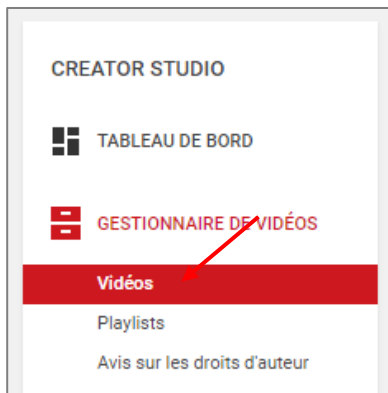 CREATOR STUDIO
TABLEAU DE BORD
GESTIONNAIRE DE VIDÉOS
Vidéos
Playlists
Avis sur les droits d'auteur